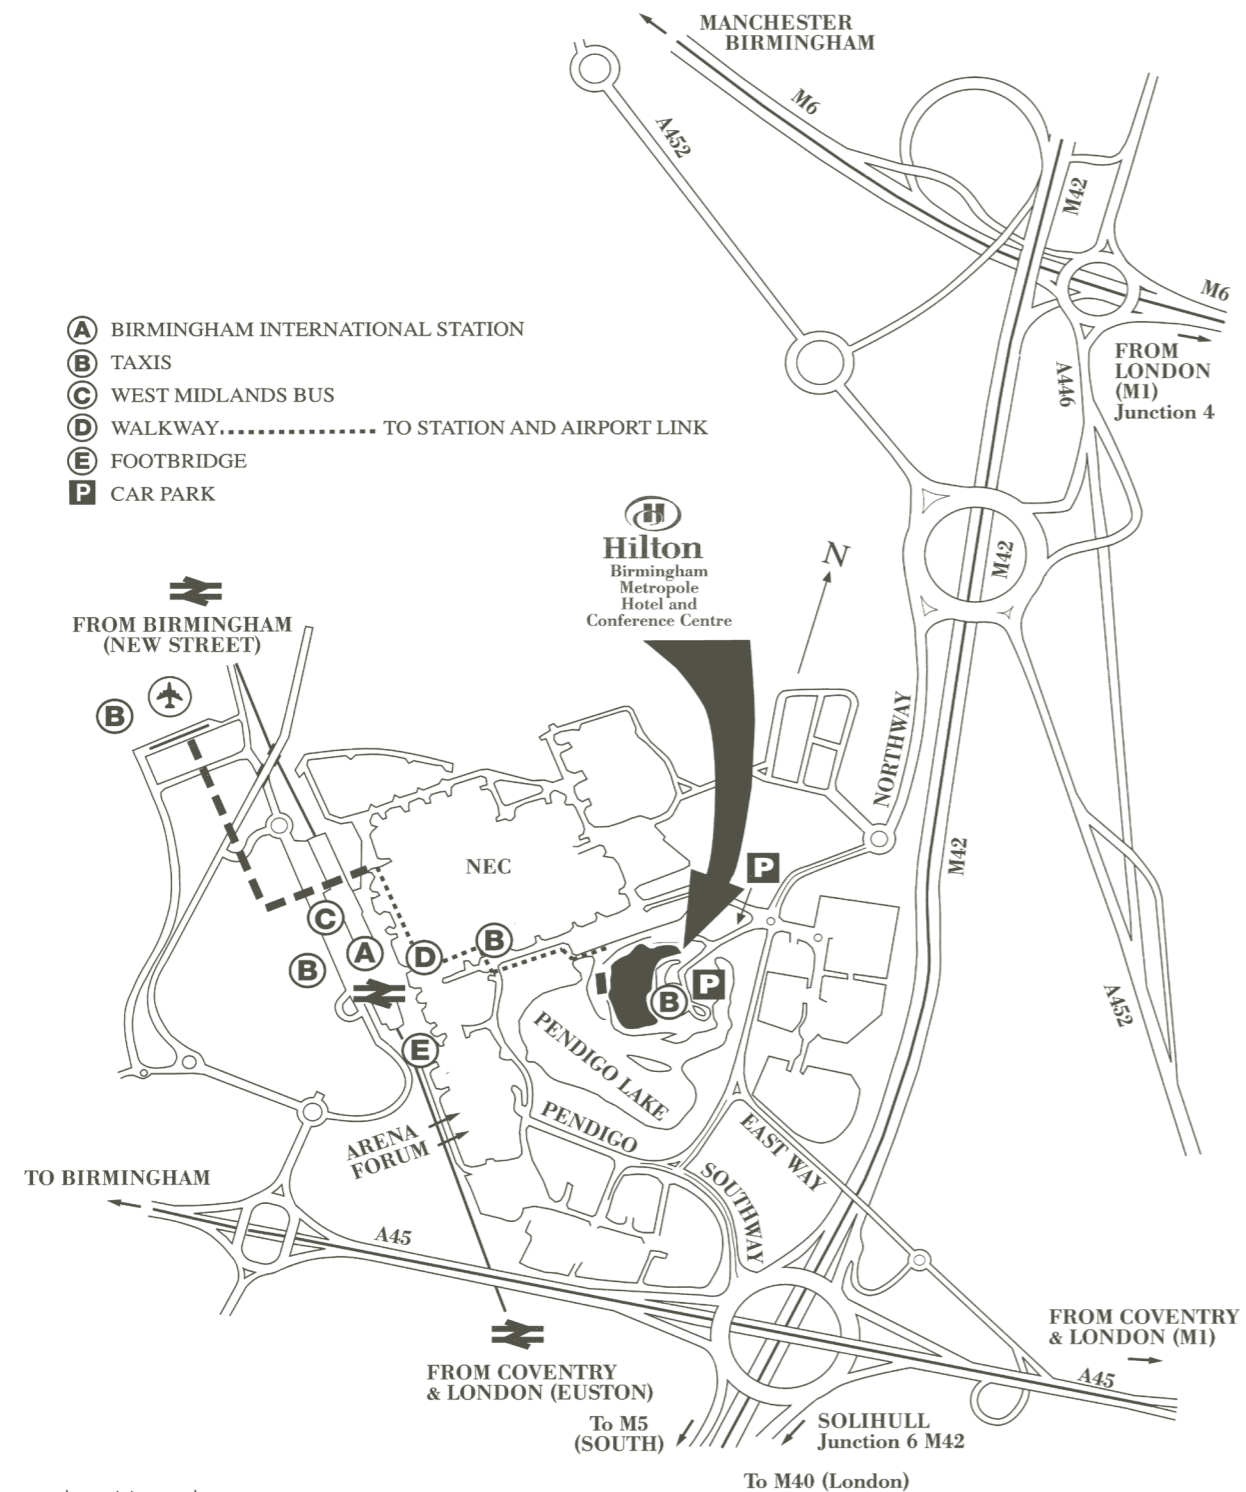 MANCHESTER
BIRMINGHAM
M6
A452
M42
M6
FROM
LONDON
(M1)
Junction 4
A446
A BIRMINGHAM INTERNATIONAL STATION
B TAXIS
C WEST MIDLANDS BUS
D WALKWAY.................... TO STATION AND AIRPORT LINK
E FOOTBRIDGE
P CAR PARK
H
Hilton
Birmingham
Metropole
Hotel and
Conference Centre
N
M42
FROM BIRMINGHAM
(NEW STREET)
B
NORTHWAY
M42
NEC
P
C
A
B
D
B
P
B
E
A452
PENDIGO LAKE
PENDIGO
EAST WAY
SOUTHWAY
ARENA
FORUM
TO BIRMINGHAM
A45
FROM COVENTRY
& LONDON (EUSTON)
FROM COVENTRY
& LONDON (M1)
A45
To M5
(SOUTH)
SOLIHULL
Junction 6 M42
To M40 (London)